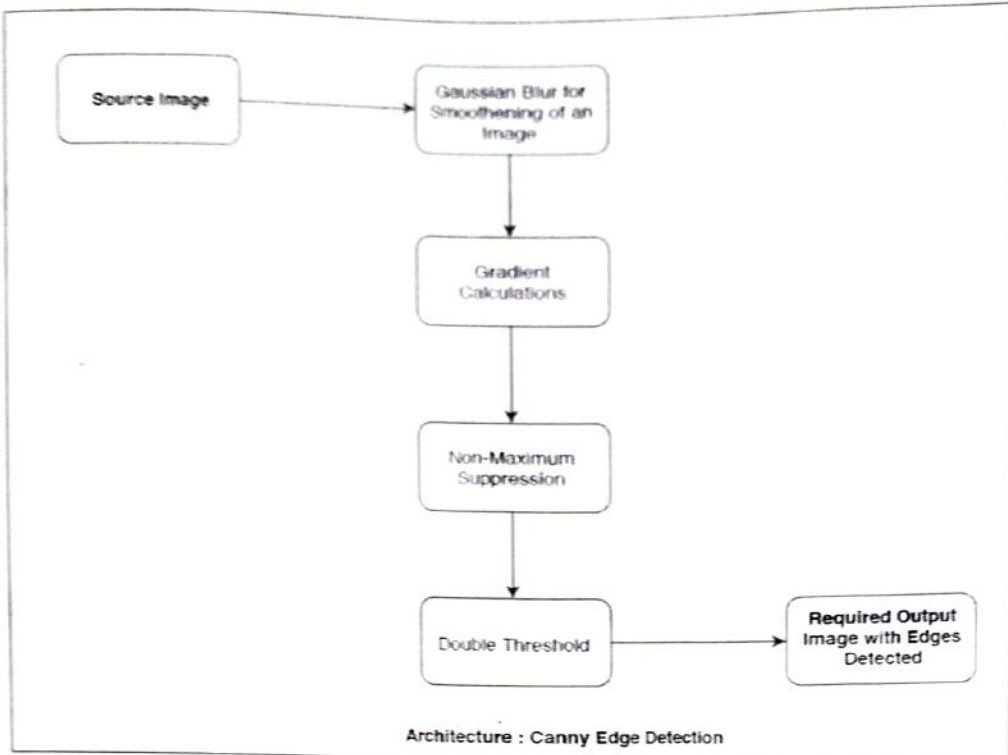 Source Image
Gaussian Blur for
Smoothening of an
Image
Gradient
Calculations
Non-Maximum
Suppression
Double Threshold
Required Output
Image with Edges
Detected
Architecture : Canny Edge Detection